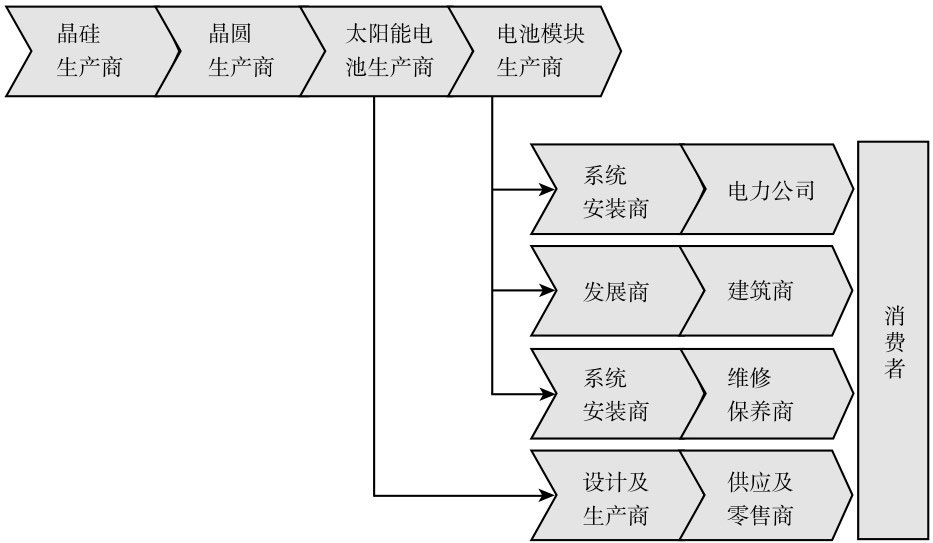 晶硅
生产商
晶圆
生产商
太阳能电
池生产商
电池模块
生产商
系统
安装商
电力公司
发展商
建筑商
系统
安装商
维修
保养商
设计及
生产商
供应及
零售商
消费者